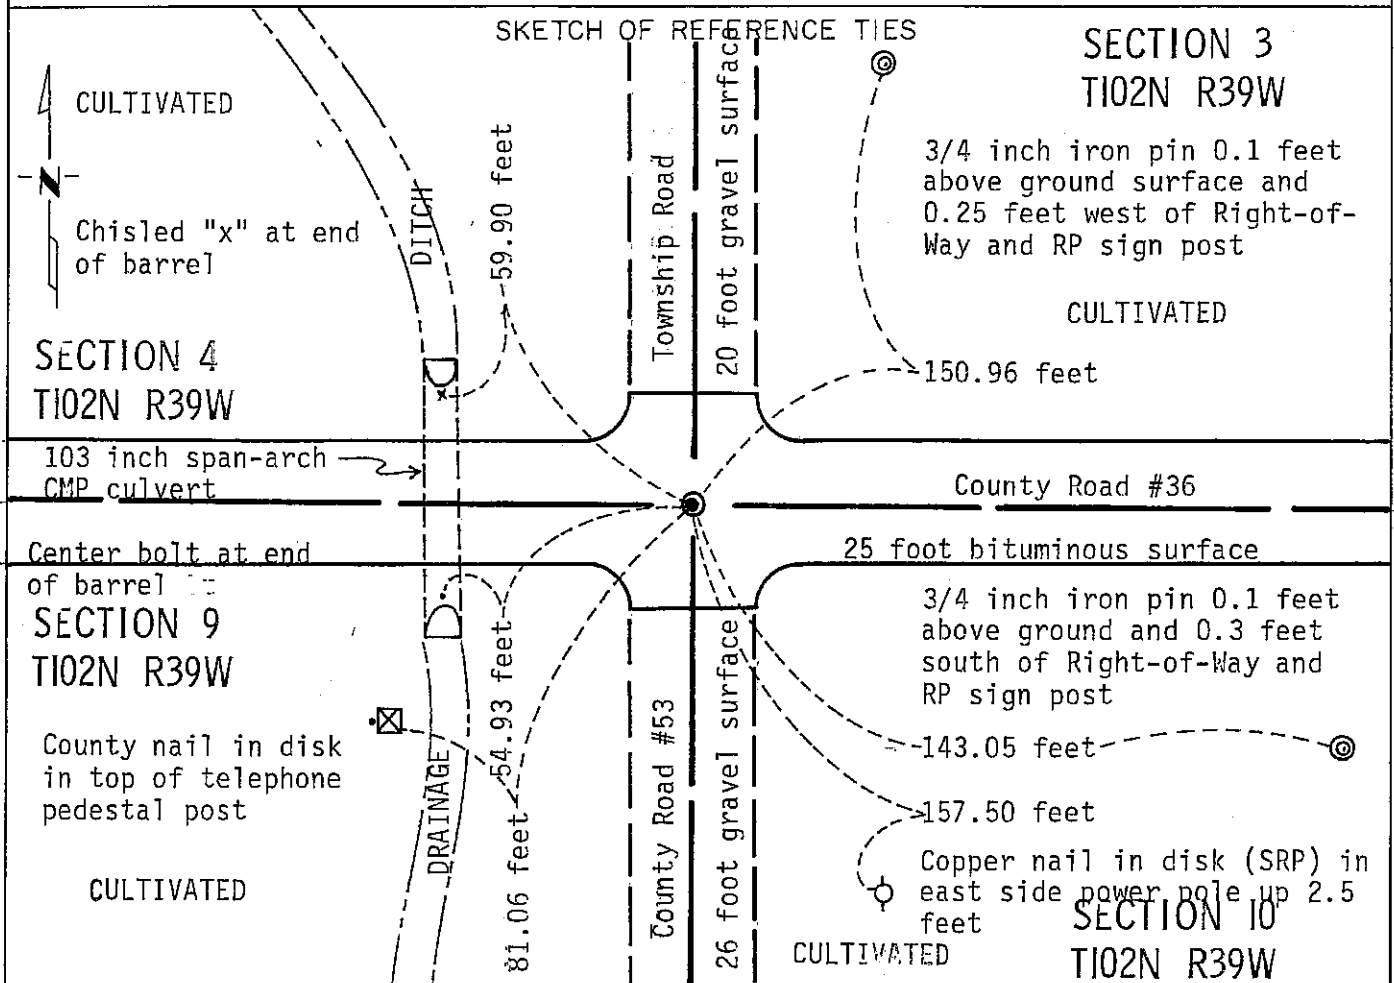 SKETCH OF REFERENCE TIES
SECTION 3
T102N R39W
CULTIVATED
N
Chisled "x" at end
of barrel
DITCH
59.90 feet
Township Road
20 foot gravel surface
3/4 inch iron pin 0.1 feet
above ground surface and
0.25 feet west of Right-of-
Way and RP sign post
CULTIVATED
150.96 feet
SECTION 4
T102N R39W
103 inch span-arch
CMP culvert
County Road #36
25 foot bituminous surface
Center bolt at end
of barrel
SECTION 9
T102N R39W
County nail in disk
in top of telephone
pedestal post
CULTIVATED
DRAINAGE
54.93 feet
81.06 feet
County Road #53
26 foot gravel surface
3/4 inch iron pin 0.1 feet
above ground and 0.3 feet
south of Right-of-Way and
RP sign post
143.05 feet
157.50 feet
Copper nail in disk (SRP) in
east side power pole up 2.5
feet
SECTION 10
T102N R39W
CULTIVATED